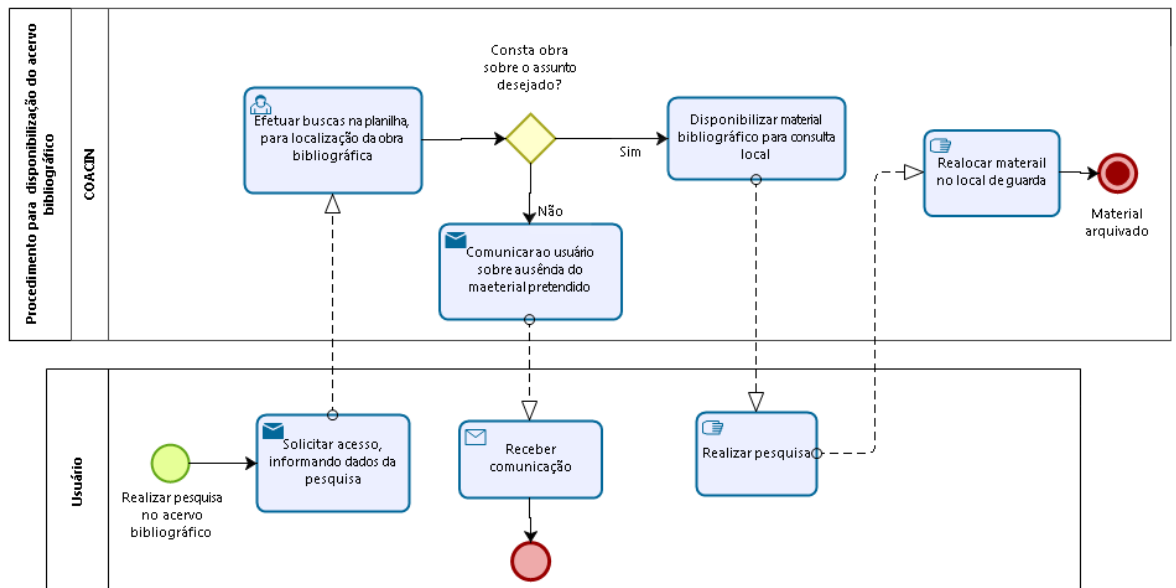 Procedimento para disponibilização do acervo
bibliográfico
COACIN
Efetuar buscas na planilha,
para localização da obra
bibliográfica
Consta obra
sobre o assunto
desejado?
Sim
Não
Disponibilizar material
bibliográfico para consulta
local
Realocar materail
no local de guarda
Material
arquivado
Comunicar ao usuário
sobre ausência do
maeterial pretendido
Usuário
Realizar pesquisa
no acervo
bibliográfico
Solicitar acesso,
informando dados da
pesquisa
Receber
comunicação
Realizar pesquisa